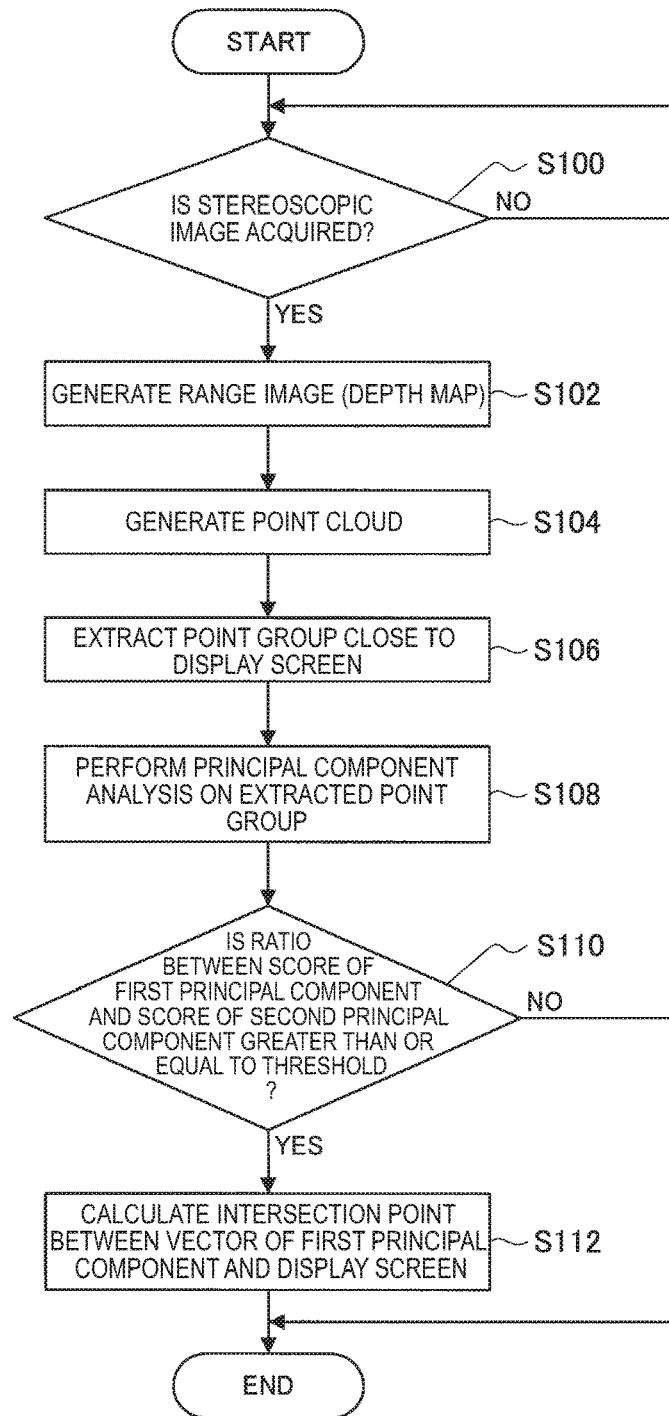 START
S100
IS STEREOSCOPIC
IMAGE ACQUIRED?
NO
YES
GENERATE RANGE IMAGE (DEPTH MAP)
S102
GENERATE POINT CLOUD
S104
EXTRACT POINT GROUP CLOSE TO
DISPLAY SCREEN
S106
PERFORM PRINCIPAL COMPONENT
ANALYSIS ON EXTRACTED POINT
GROUP
S108
S110
IS RATIO
BETWEEN SCORE OF
FIRST PRINCIPAL COMPONENT
AND SCORE OF SECOND PRINCIPAL
COMPONENT GREATER THAN OR
EQUAL TO THRESHOLD
?
NO
YES
CALCULATE INTERSECTION POINT
BETWEEN VECTOR OF FIRST PRINCIPAL
COMPONENT AND DISPLAY SCREEN
S112
END